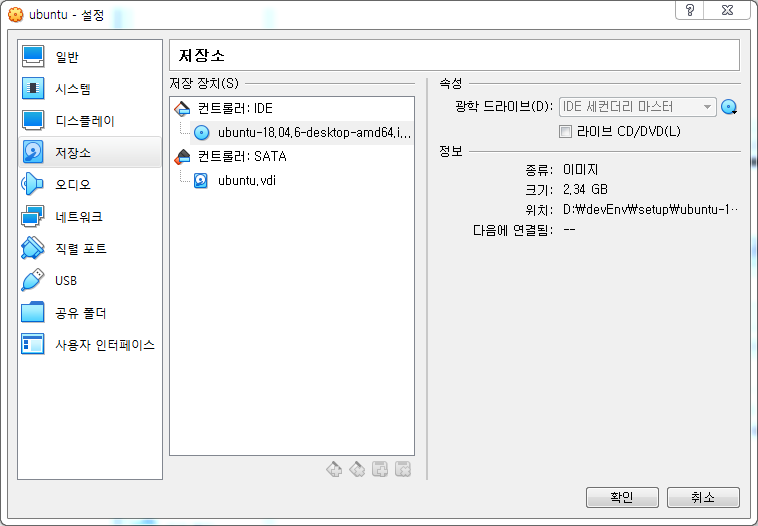 ubuntu - 설정
일반
시스템
디스플레이
저장소
오디오
네트워크
직렬 포트
USB
공유 폴더
사용자 인터페이스
저장소
저장 장치(S)
컨트롤러: IDE
ubuntu-18.04.6-desktop-amd64.i...
컨트롤러: SATA
ubuntu.vdi
속성
광학 드라이브(D): IDE 세컨더리 마스터
라이브 CD/DVD(L)
정보
종류: 이미지
크기: 2.34 GB
위치: D:₩devEnv₩setup₩ubuntu-1...
다음에 연결됨: --
확인 취소